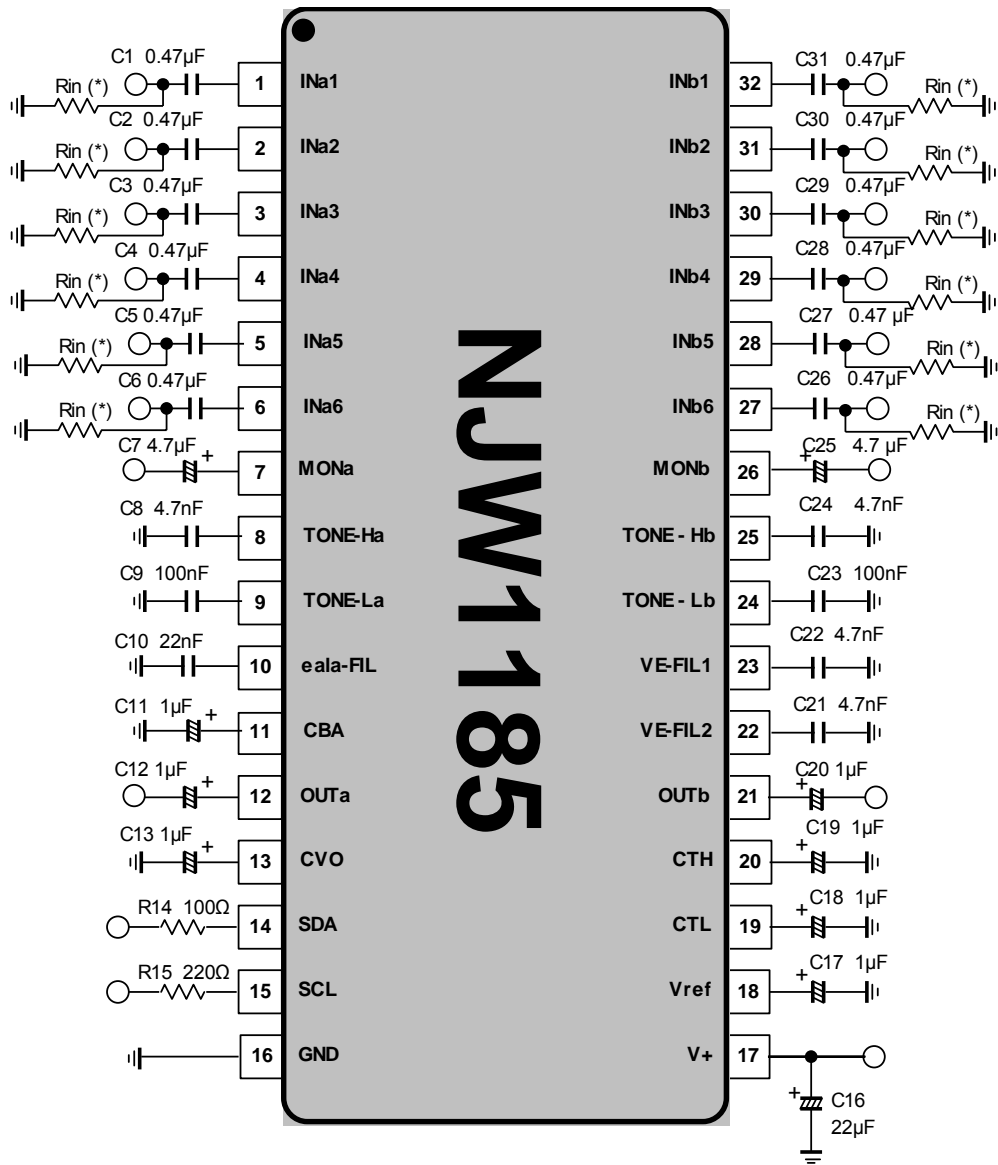 C1 0.47µF
Rin (*)
1
INa1
INb1
32
C31 0.47µF
Rin (*)
C2 0.47µF
Rin (*)
2
INa2
INb2
31
C30 0.47µF
Rin (*)
C3 0.47µF
Rin (*)
3
INa3
INb3
30
C29 0.47µF
Rin (*)
C4 0.47µF
Rin (*)
4
INa4
INb4
29
C28 0.47µF
Rin (*)
C5 0.47µF
Rin (*)
5
INa5
INb5
28
C27 0.47 µF
Rin (*)
C6 0.47µF
Rin (*)
6
INa6
INb6
27
C26 0.47µF
Rin (*)
C7 4.7µF
+
7
MONa
MONb
26
+
C25 4.7 µF
C8 4.7nF
8
TONE-Ha
TONE - Hb
25
C24 4.7nF
C9 100nF
9
TONE-La
TONE - Lb
24
C23 100nF
C10 22nF
10
eala-FIL
VE-FIL1
23
C22 4.7nF
C11 1µF
+
11
CBA
VE-FIL2
22
C21 4.7nF
C12 1µF
+
12
OUTa
OUTb
21
+
C20 1µF
C13 1µF
+
13
CVO
CTH
20
+
C19 1µF
R14 100Ω
14
SDA
CTL
19
+
C18 1µF
R15 220Ω
15
SCL
Vref
18
+
C17 1µF
16
GND
V+
17
+
C16
22µF
NJW1185